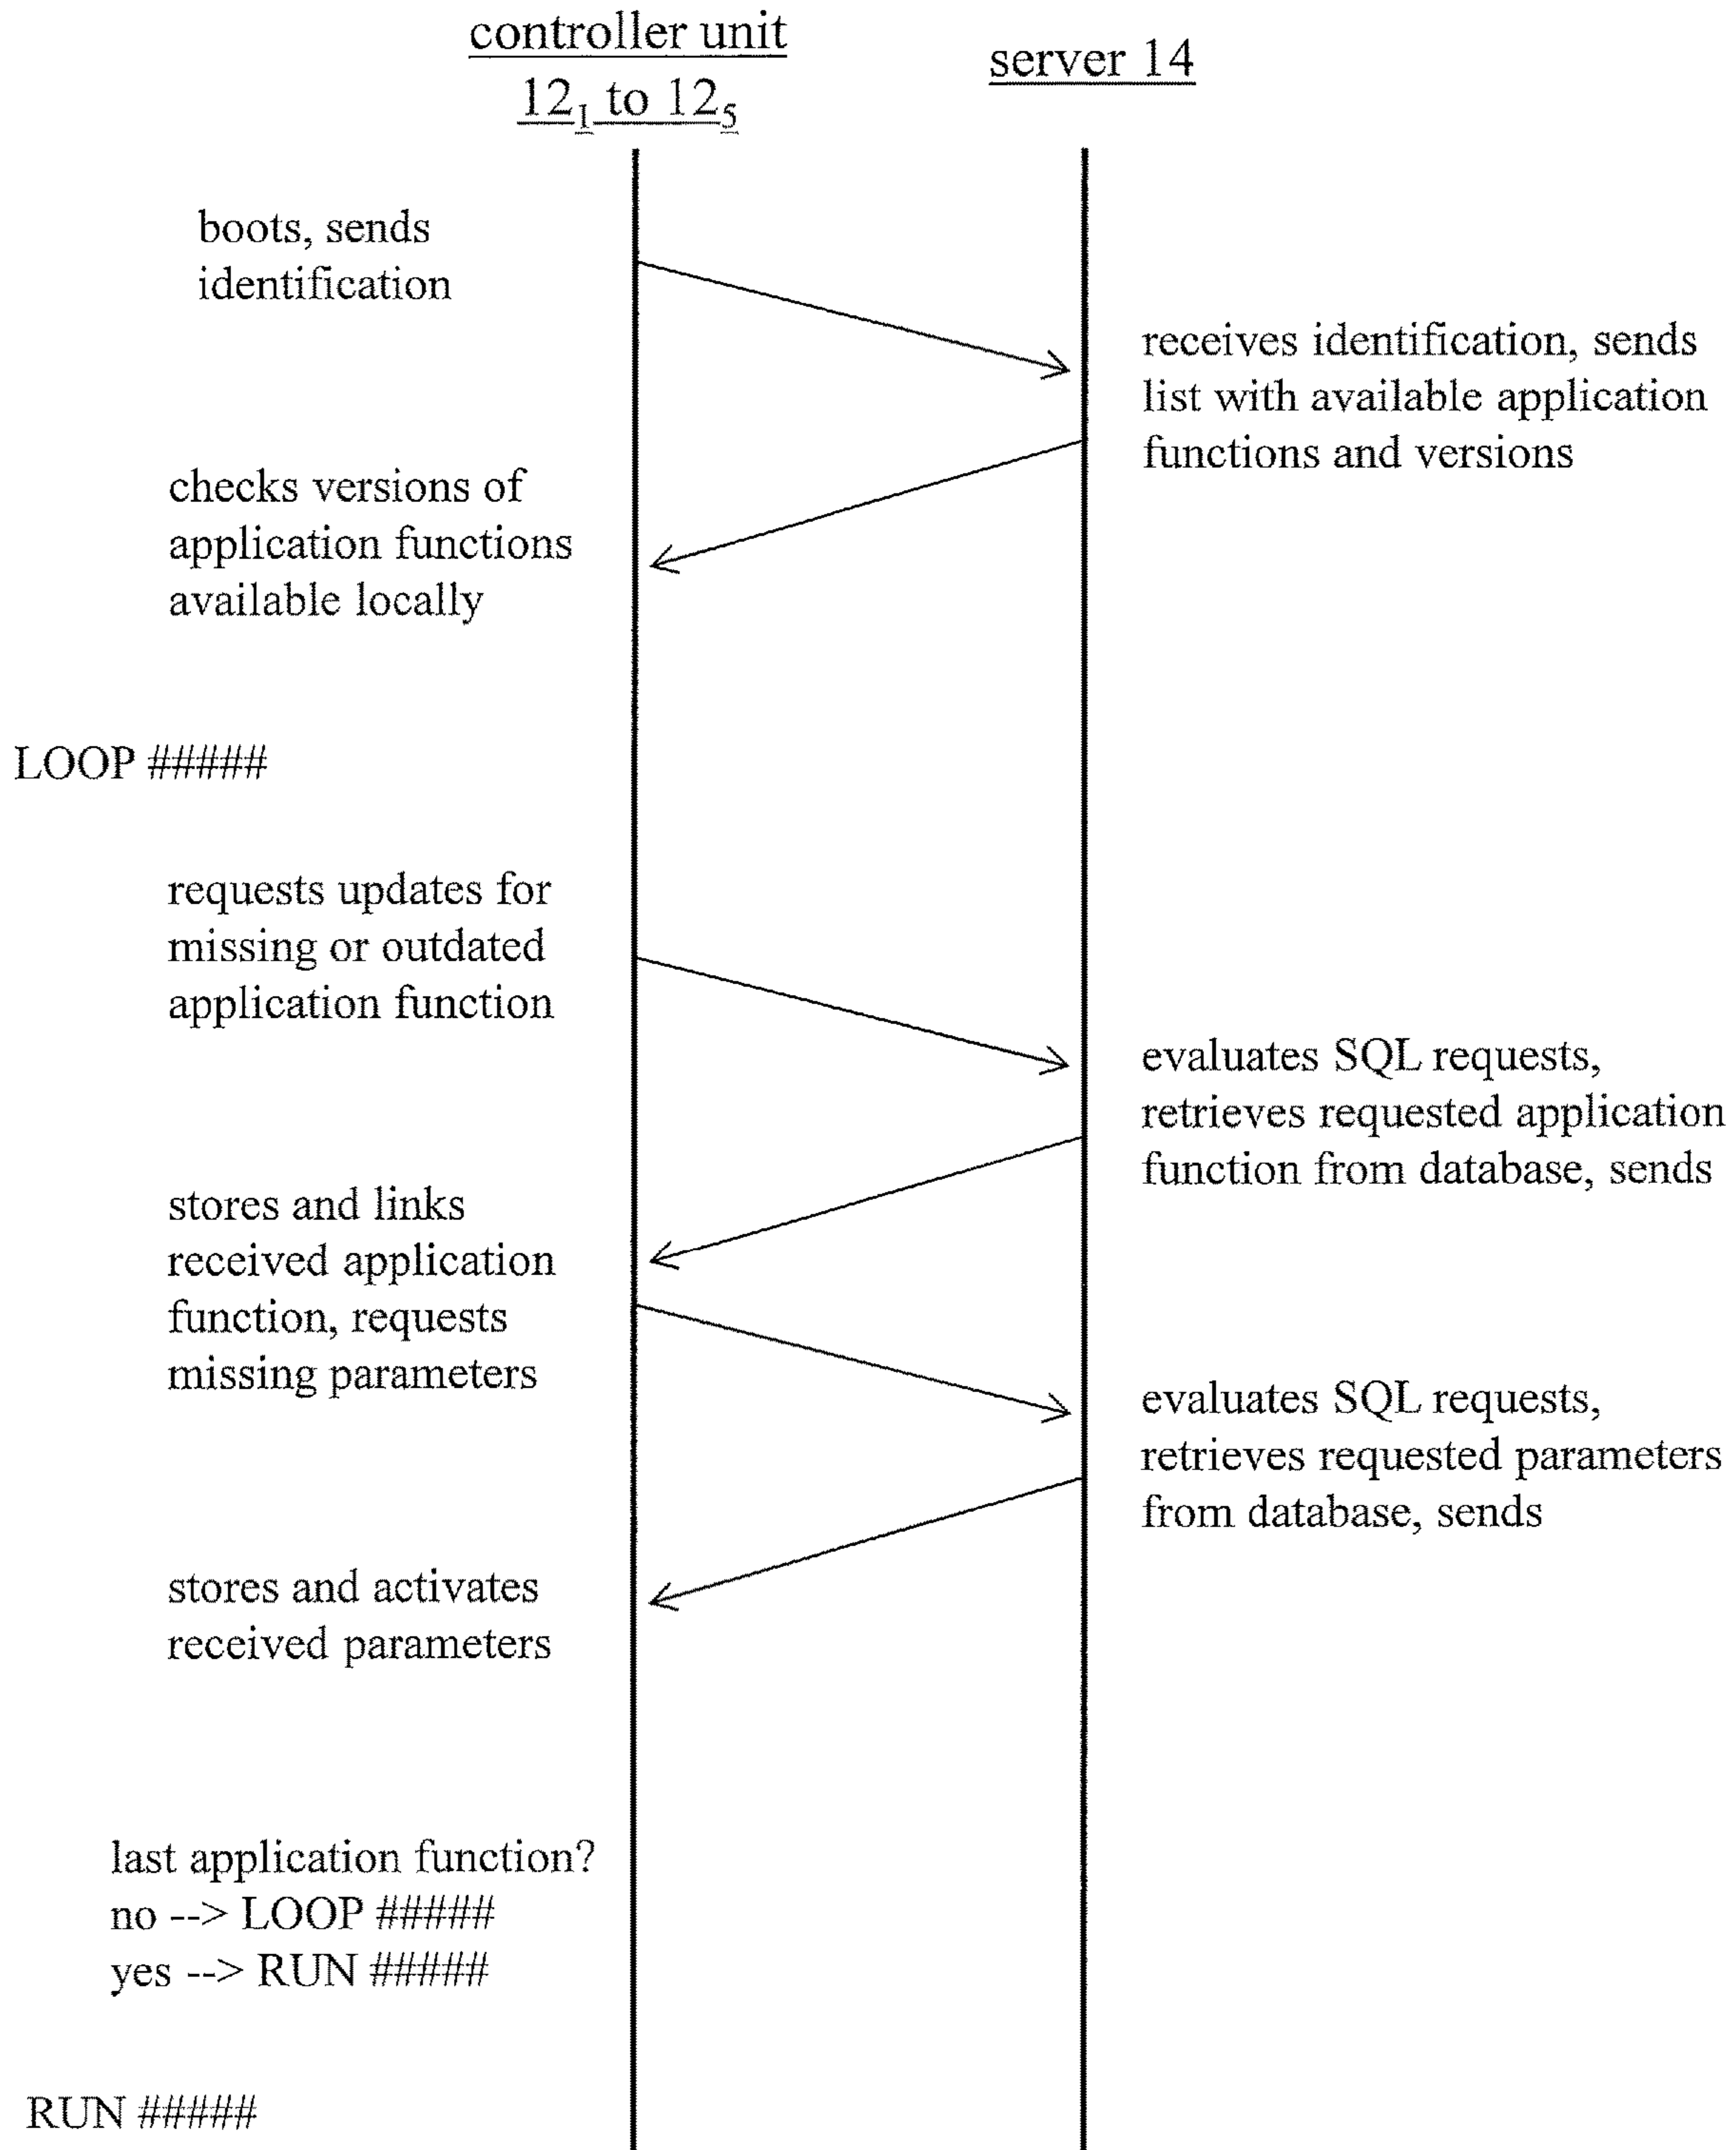 controller unit
12₁ to 12₅
server 14
boots, sends
identification
receives identification, sends
list with available application
functions and versions
checks versions of
application functions
available locally
LOOP #####
requests updates for
missing or outdated
application function
evaluates SQL requests,
retrieves requested application
function from database, sends
stores and links
received application
function, requests
missing parameters
evaluates SQL requests,
retrieves requested parameters
from database, sends
stores and activates
received parameters
last application function?
no --> LOOP #####
yes --> RUN #####
RUN #####